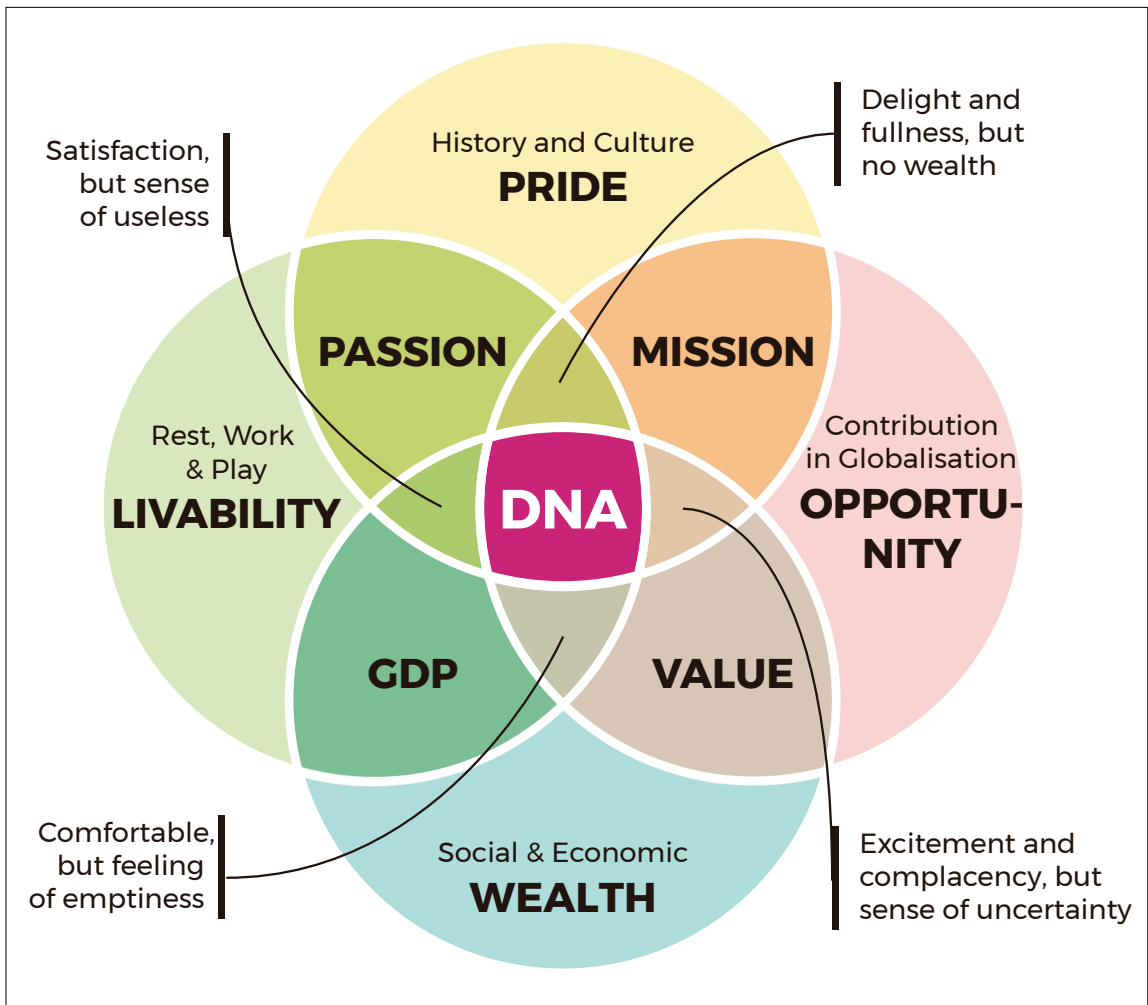 Satisfaction,
but sense
of useless
History and Culture
PRIDE
Delight and
fullness, but
no wealth
PASSION
MISSION
Rest, Work
& Play
LIVABILITY
DNA
Contribution
in Globalisation
OPPORTU-
NITY
GDP
VALUE
Comfortable,
but feeling
of emptiness
Social & Economic
WEALTH
Excitement and
complacency, but
sense of uncertainty